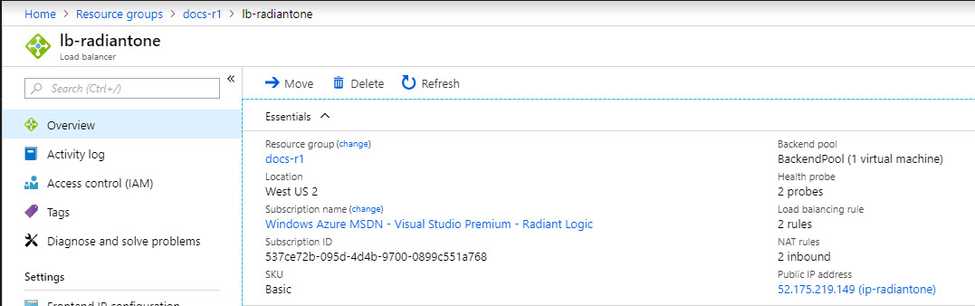 Home > Resource groups > docs-r1 > lb-radiantone
lb-radiantone
Load balancer
Search (Ctrl+/)
«
Overview
Activity log
Access control (IAM)
Tags
Diagnose and solve problems
Settings
Frontend IP configuration
Move Delete Refresh
Essentials
Resource group (change)
docs-r1
Location
West US 2
Subscription name (change)
Windows Azure MSDN - Visual Studio Premium - Radiant Logic
Subscription ID
537ce72b-095d-4d4b-9700-0899c551a768
SKU
Basic
Backend pool
BackendPool (1 virtual machine)
Health probe
2 probes
Load balancing rule
2 rules
NAT rules
2 inbound
Public IP address
52.175.219.149 (ip-radiantone)